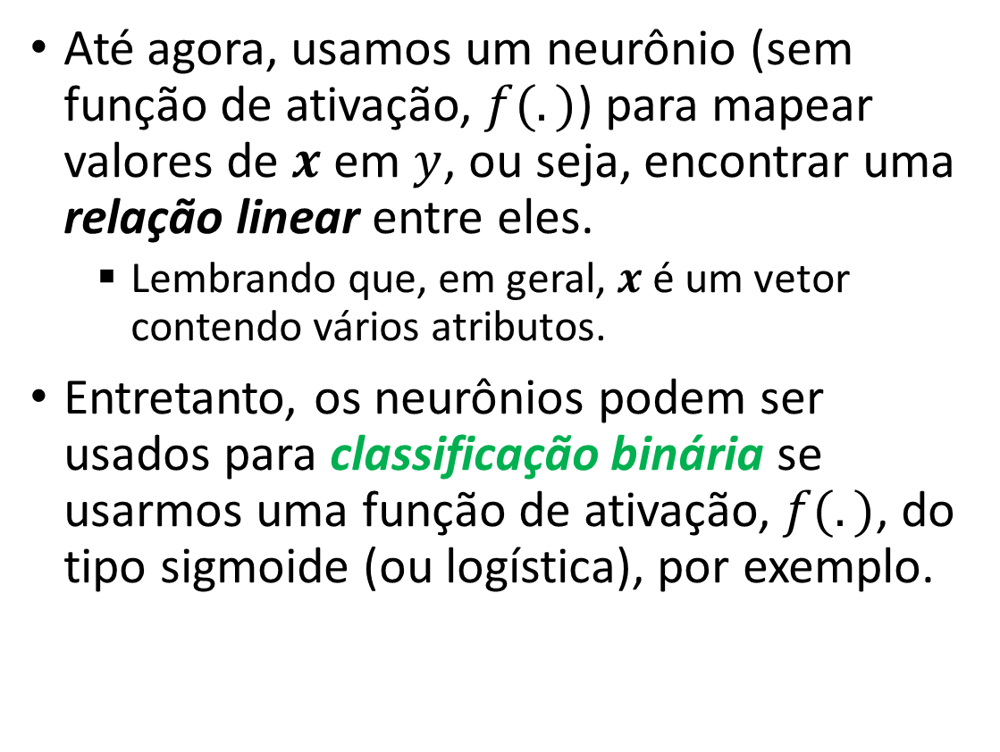 • Até agora, usamos um neurônio (sem
função de ativação, f(.)) para mapear
valores de x em y, ou seja, encontrar uma
relação linear entre eles.
▪ Lembrando que, em geral, x é um vetor
contendo vários atributos.
• Entretanto, os neurônios podem ser
usados para classificação binária se
usarmos uma função de ativação, f(.), do
tipo sigmoide (ou logística), por exemplo.